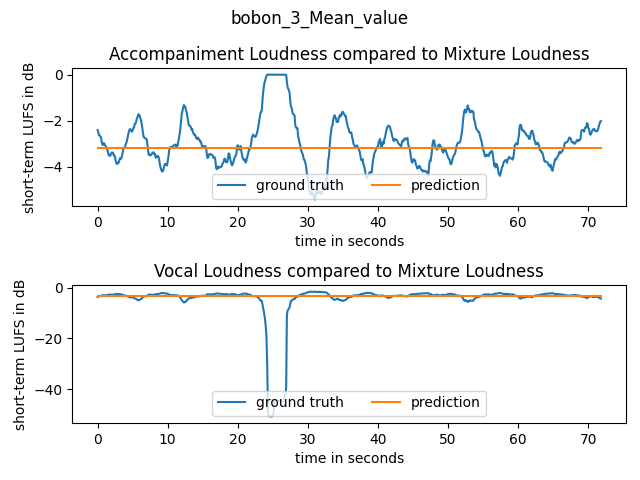 bobon_3_Mean_value
Accompaniment Loudness compared to Mixture Loudness
short-term LUFS in dB
0
−2
−4
ground truth
prediction
0 10 20 30 40 50 60 70
time in seconds
Vocal Loudness compared to Mixture Loudness
short-term LUFS in dB
0
−20
−40
ground truth
prediction
0 10 20 30 40 50 60 70
time in seconds